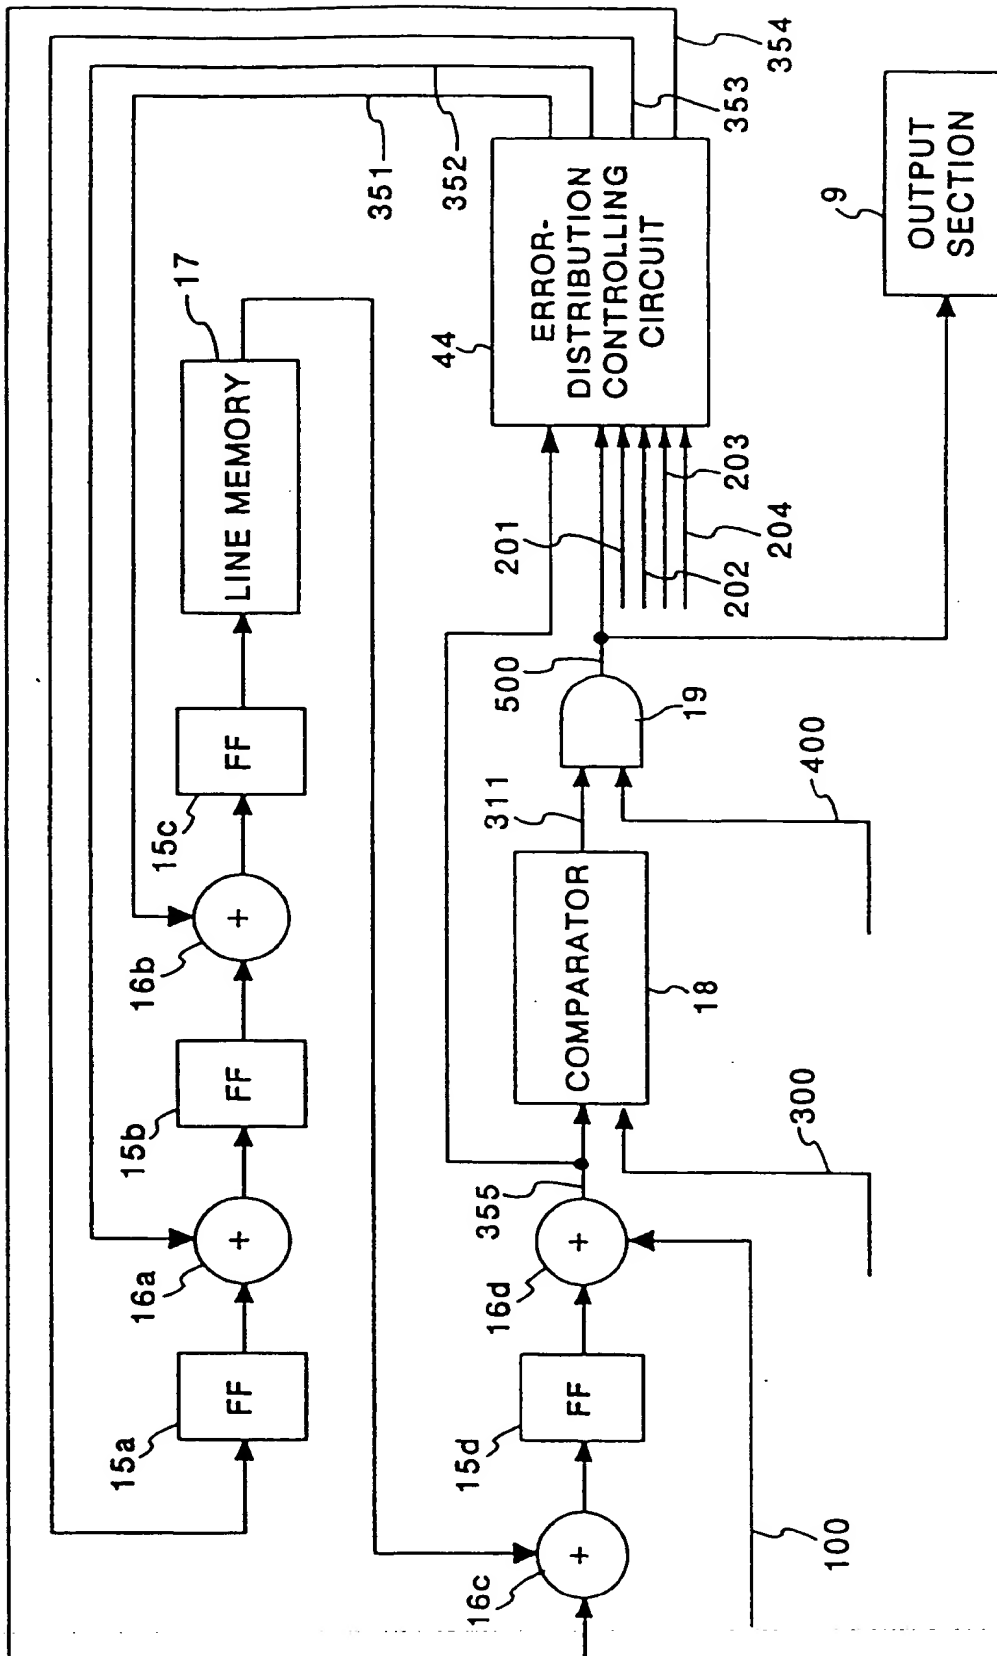 354
353
352
351
17
LINE MEMORY
FF
15c
+
16b
FF
15b
+
16a
FF
15a
44
ERROR-
DISTRIBUTION
CONTROLLING
CIRCUIT
9
OUTPUT
SECTION
201
202
203
204
500
19
311
400
COMPARATOR
18
300
355
+
16d
FF
15d
+
16c
100